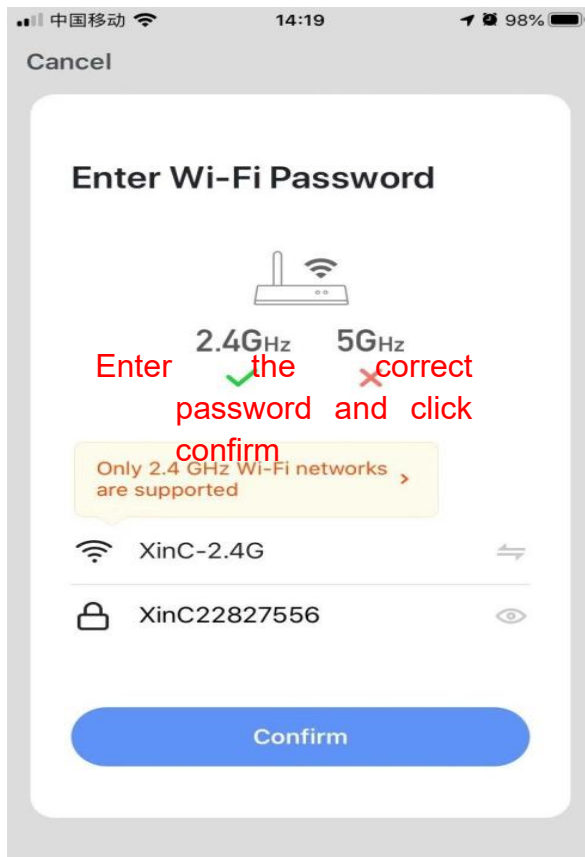 中国移动 14:19 98%
Cancel
Enter Wi-Fi Password
2.4GHz 5GHz
Enter the correct
password and click
confirm
Only 2.4 GHz Wi-Fi networks
are supported
XinC-2.4G
XinC22827556
Confirm